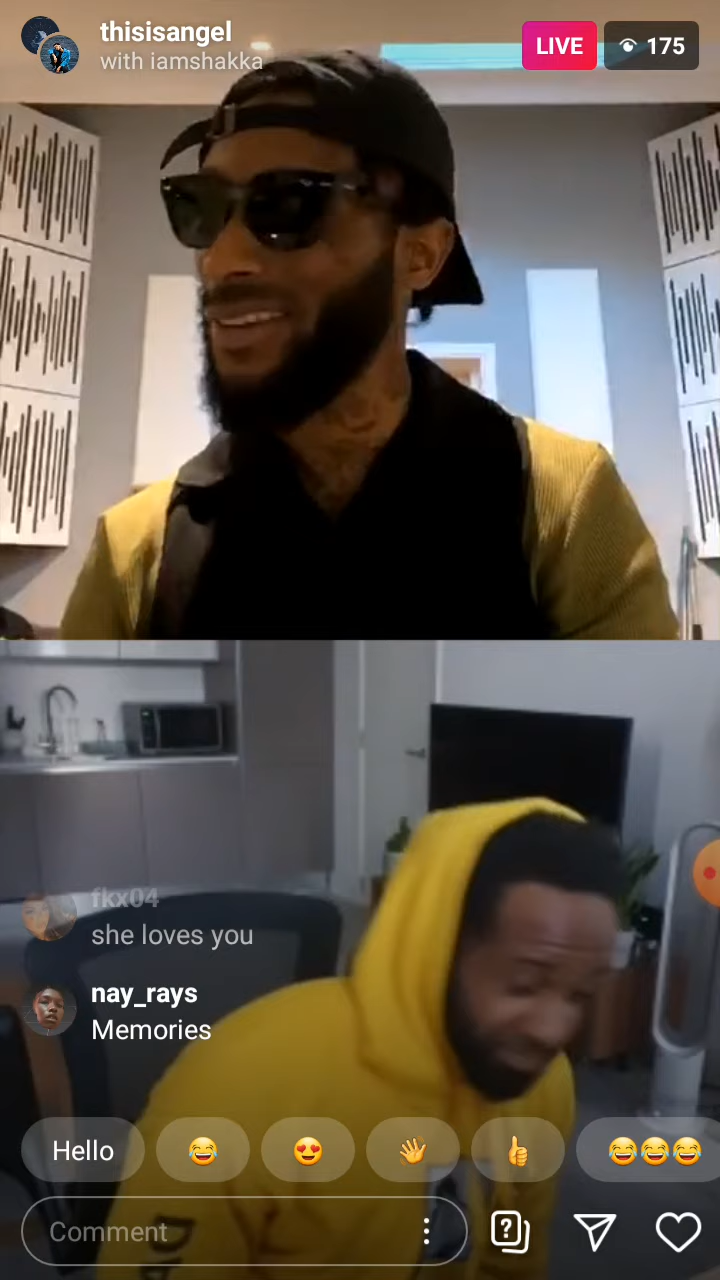 thisisangel
with iamshakka
LIVE
175
fkx04
she loves you
nay_rays
Memories
Hello
Comment